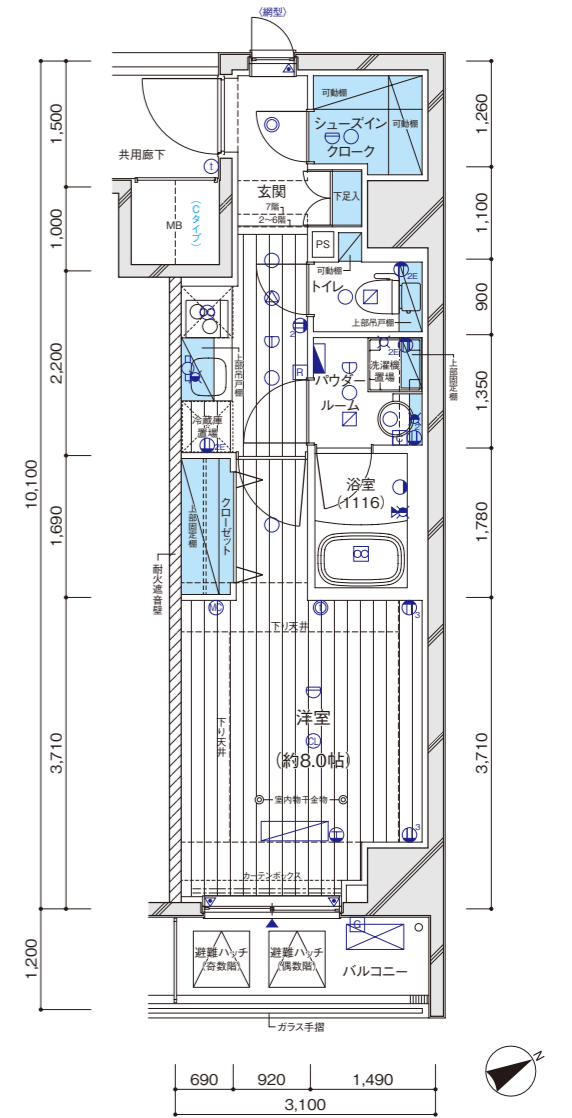 〈網型〉
可動棚
シューズイン
クローク
可動棚
共用廊下
t
玄関
7階
2〜6階
下足入
MB
(Cタイプ)
PS
可動棚
トイレ
2E
上部吊戸棚
2
R
パウダー
ルーム
洗濯機
置場
2E
上部固定棚
上部吊戸棚
冷蔵庫
置場
2E
浴室
(1116)
クローゼット
上部固定棚
耐火遮音壁
MC
3
下り天井
下り天井
洋室
(約8.0帖)
CL
室内物干金物
3
カーテンボックス
G
避難ハッチ
(奇数階)
避難ハッチ
(偶数階)
バルコニー
ガラス手摺
1,500
1,000
2,200
1,690
3,710
10,100
1,200
1,260
1,100
900
1,350
1,780
3,710
690
920
1,490
3,100
N